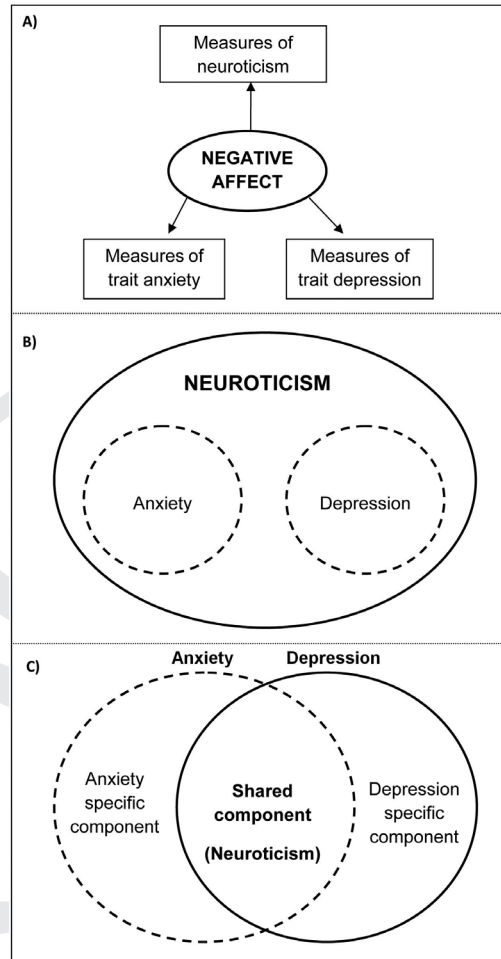 A)
Measures of
neuroticism
NEGATIVE
AFFECT
Measures of
trait anxiety
Measures of
trait depression
B)
NEUROTICISM
Anxiety
Depression
C)
Anxiety
Depression
Anxiety
specific
component
Shared
component
(Neuroticism)
Depression
specific
component